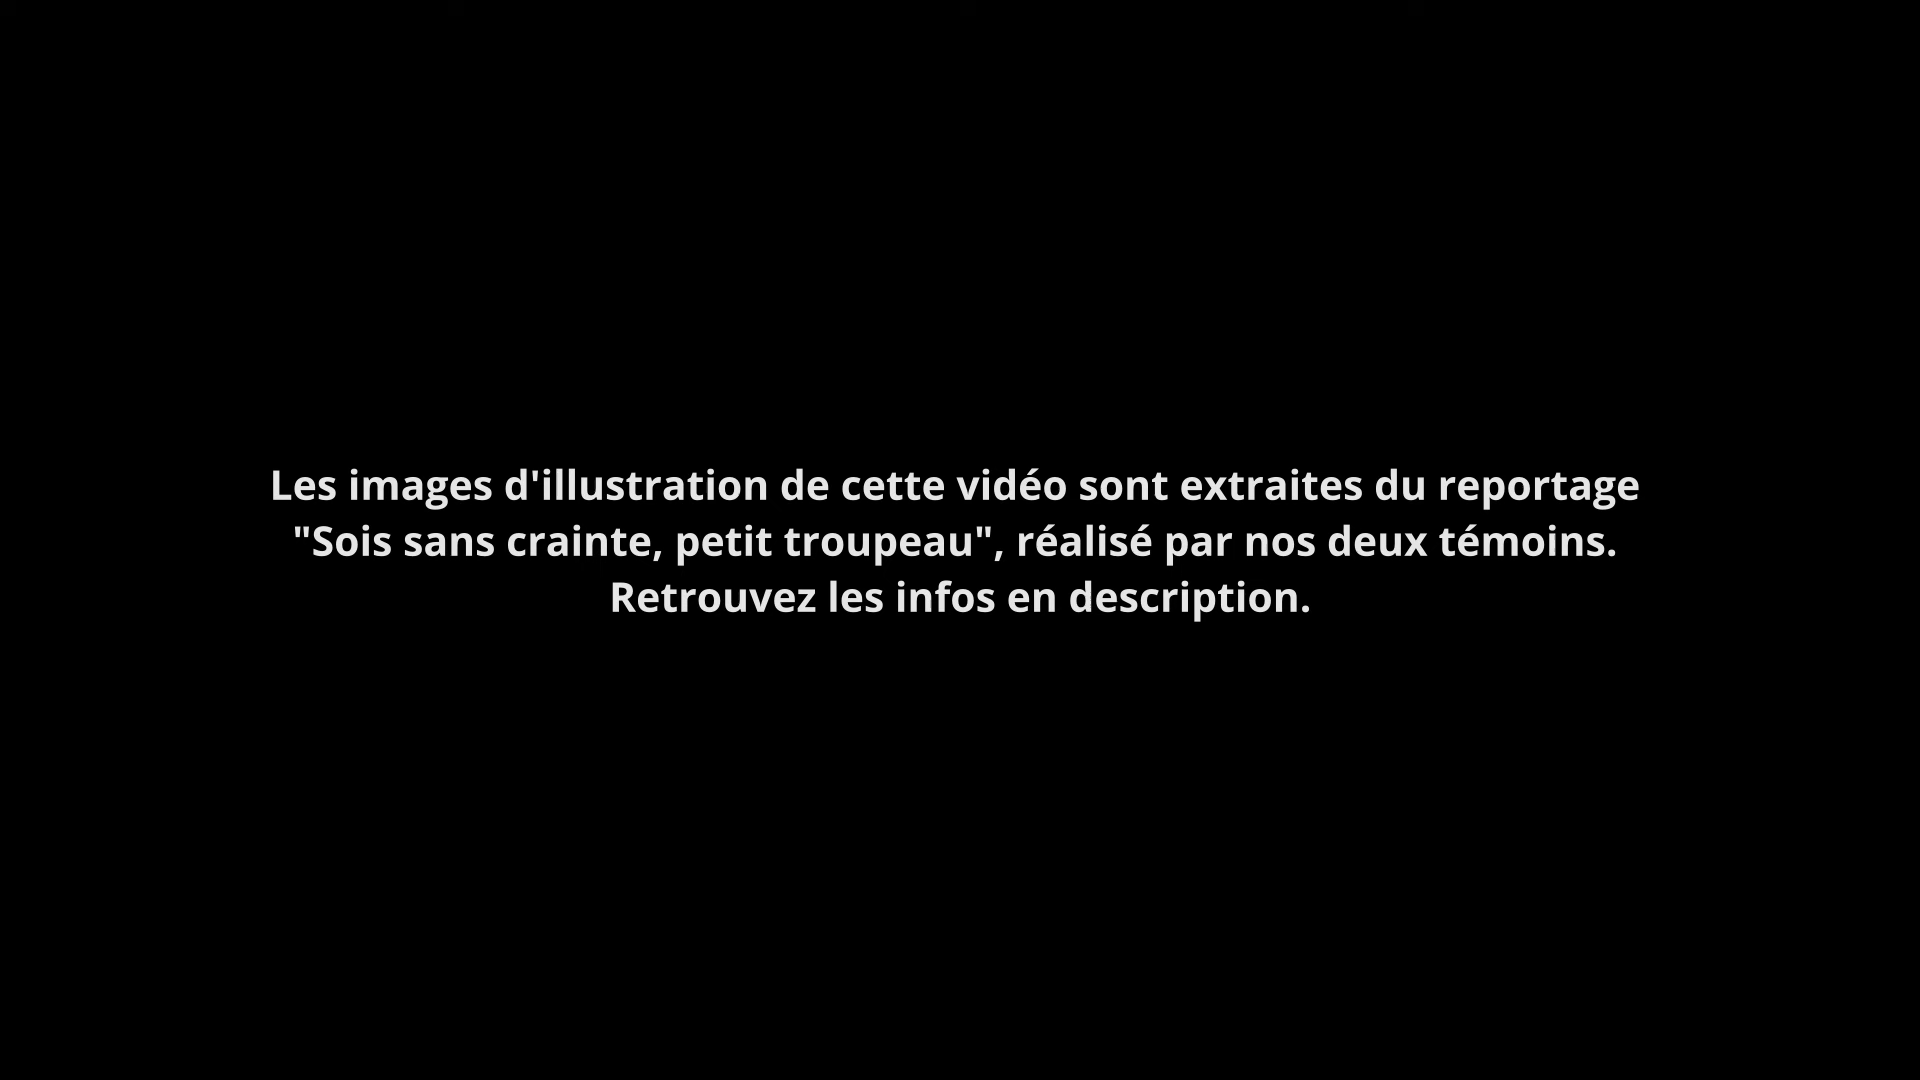 Les images d'illustration de cette vidéo sont extraites du reportage
"Sois sans crainte, petit troupeau", réalisé par nos deux témoins.
Retrouvez les infos en description.